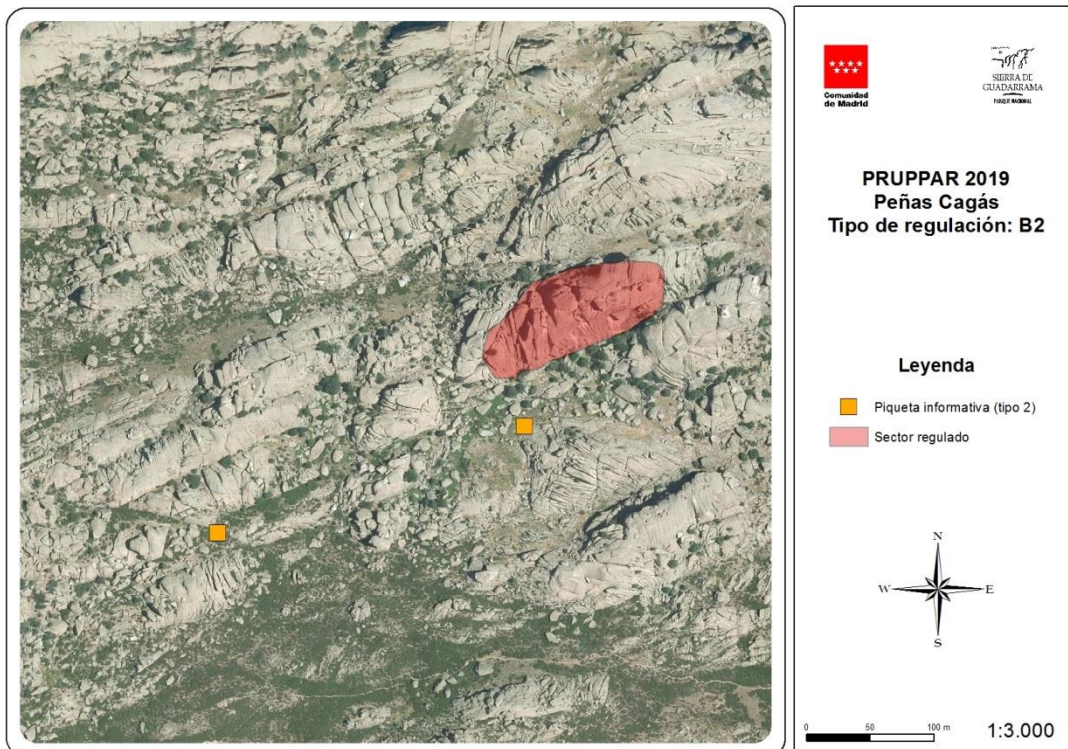 Comunidad
de Madrid
SIERRA DE
GUADARRAMA
PARQUE NACIONAL
PRUPPAR 2019
Peñas Cagás
Tipo de regulación: B2
Leyenda
Piqueta informativa (tipo 2)
Sector regulado
N
W E
S
0 50 100 m
1:3.000